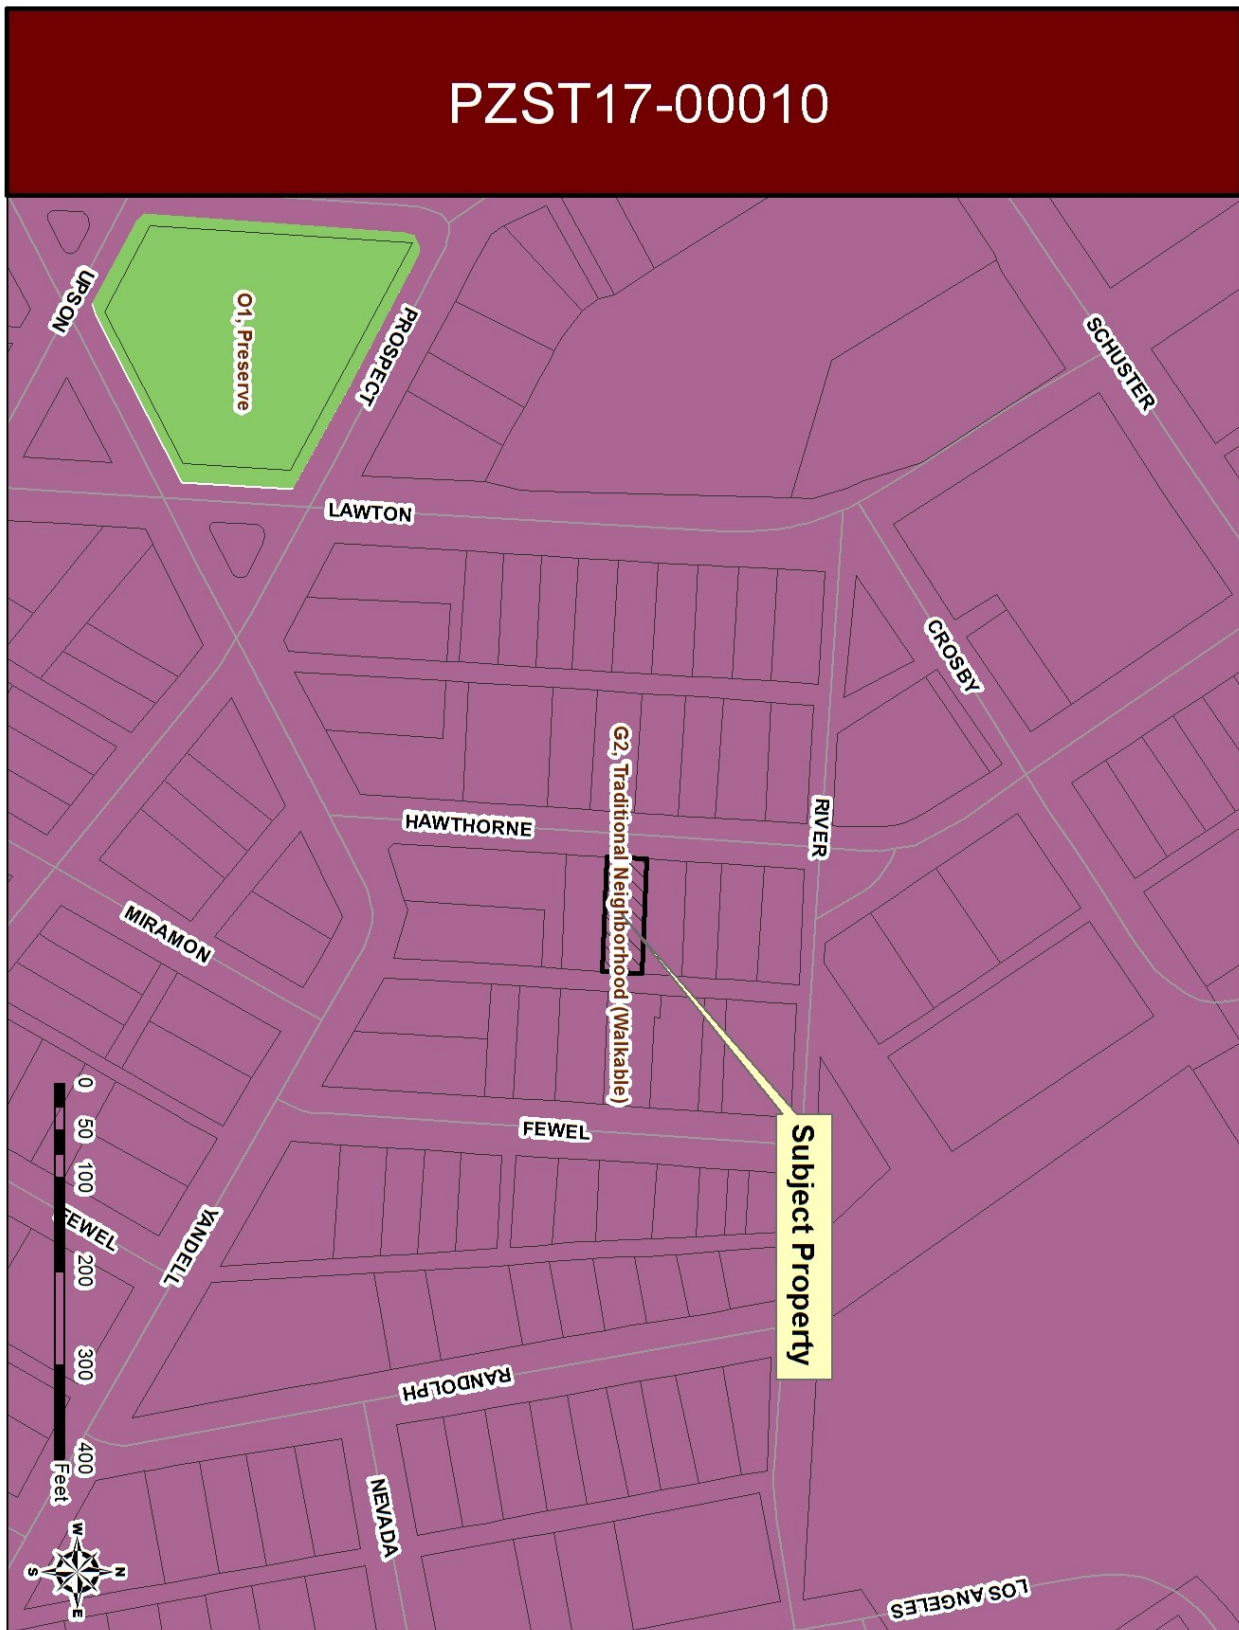 PZST17-00010
UPSON
O1, Preserve
PROSPECT
SCHUSTER
LAWTON
CROSBY
G2, Traditional Neighborhood (Walkable)
HAWTHORNE
RIVER
MIRAMON
FEWEL
Subject Property
FEWEL
YANDELL
RANDOLPH
NEVADA
LOS ANGELES
0 50 100 200 300 400
Feet
W
N
S
E